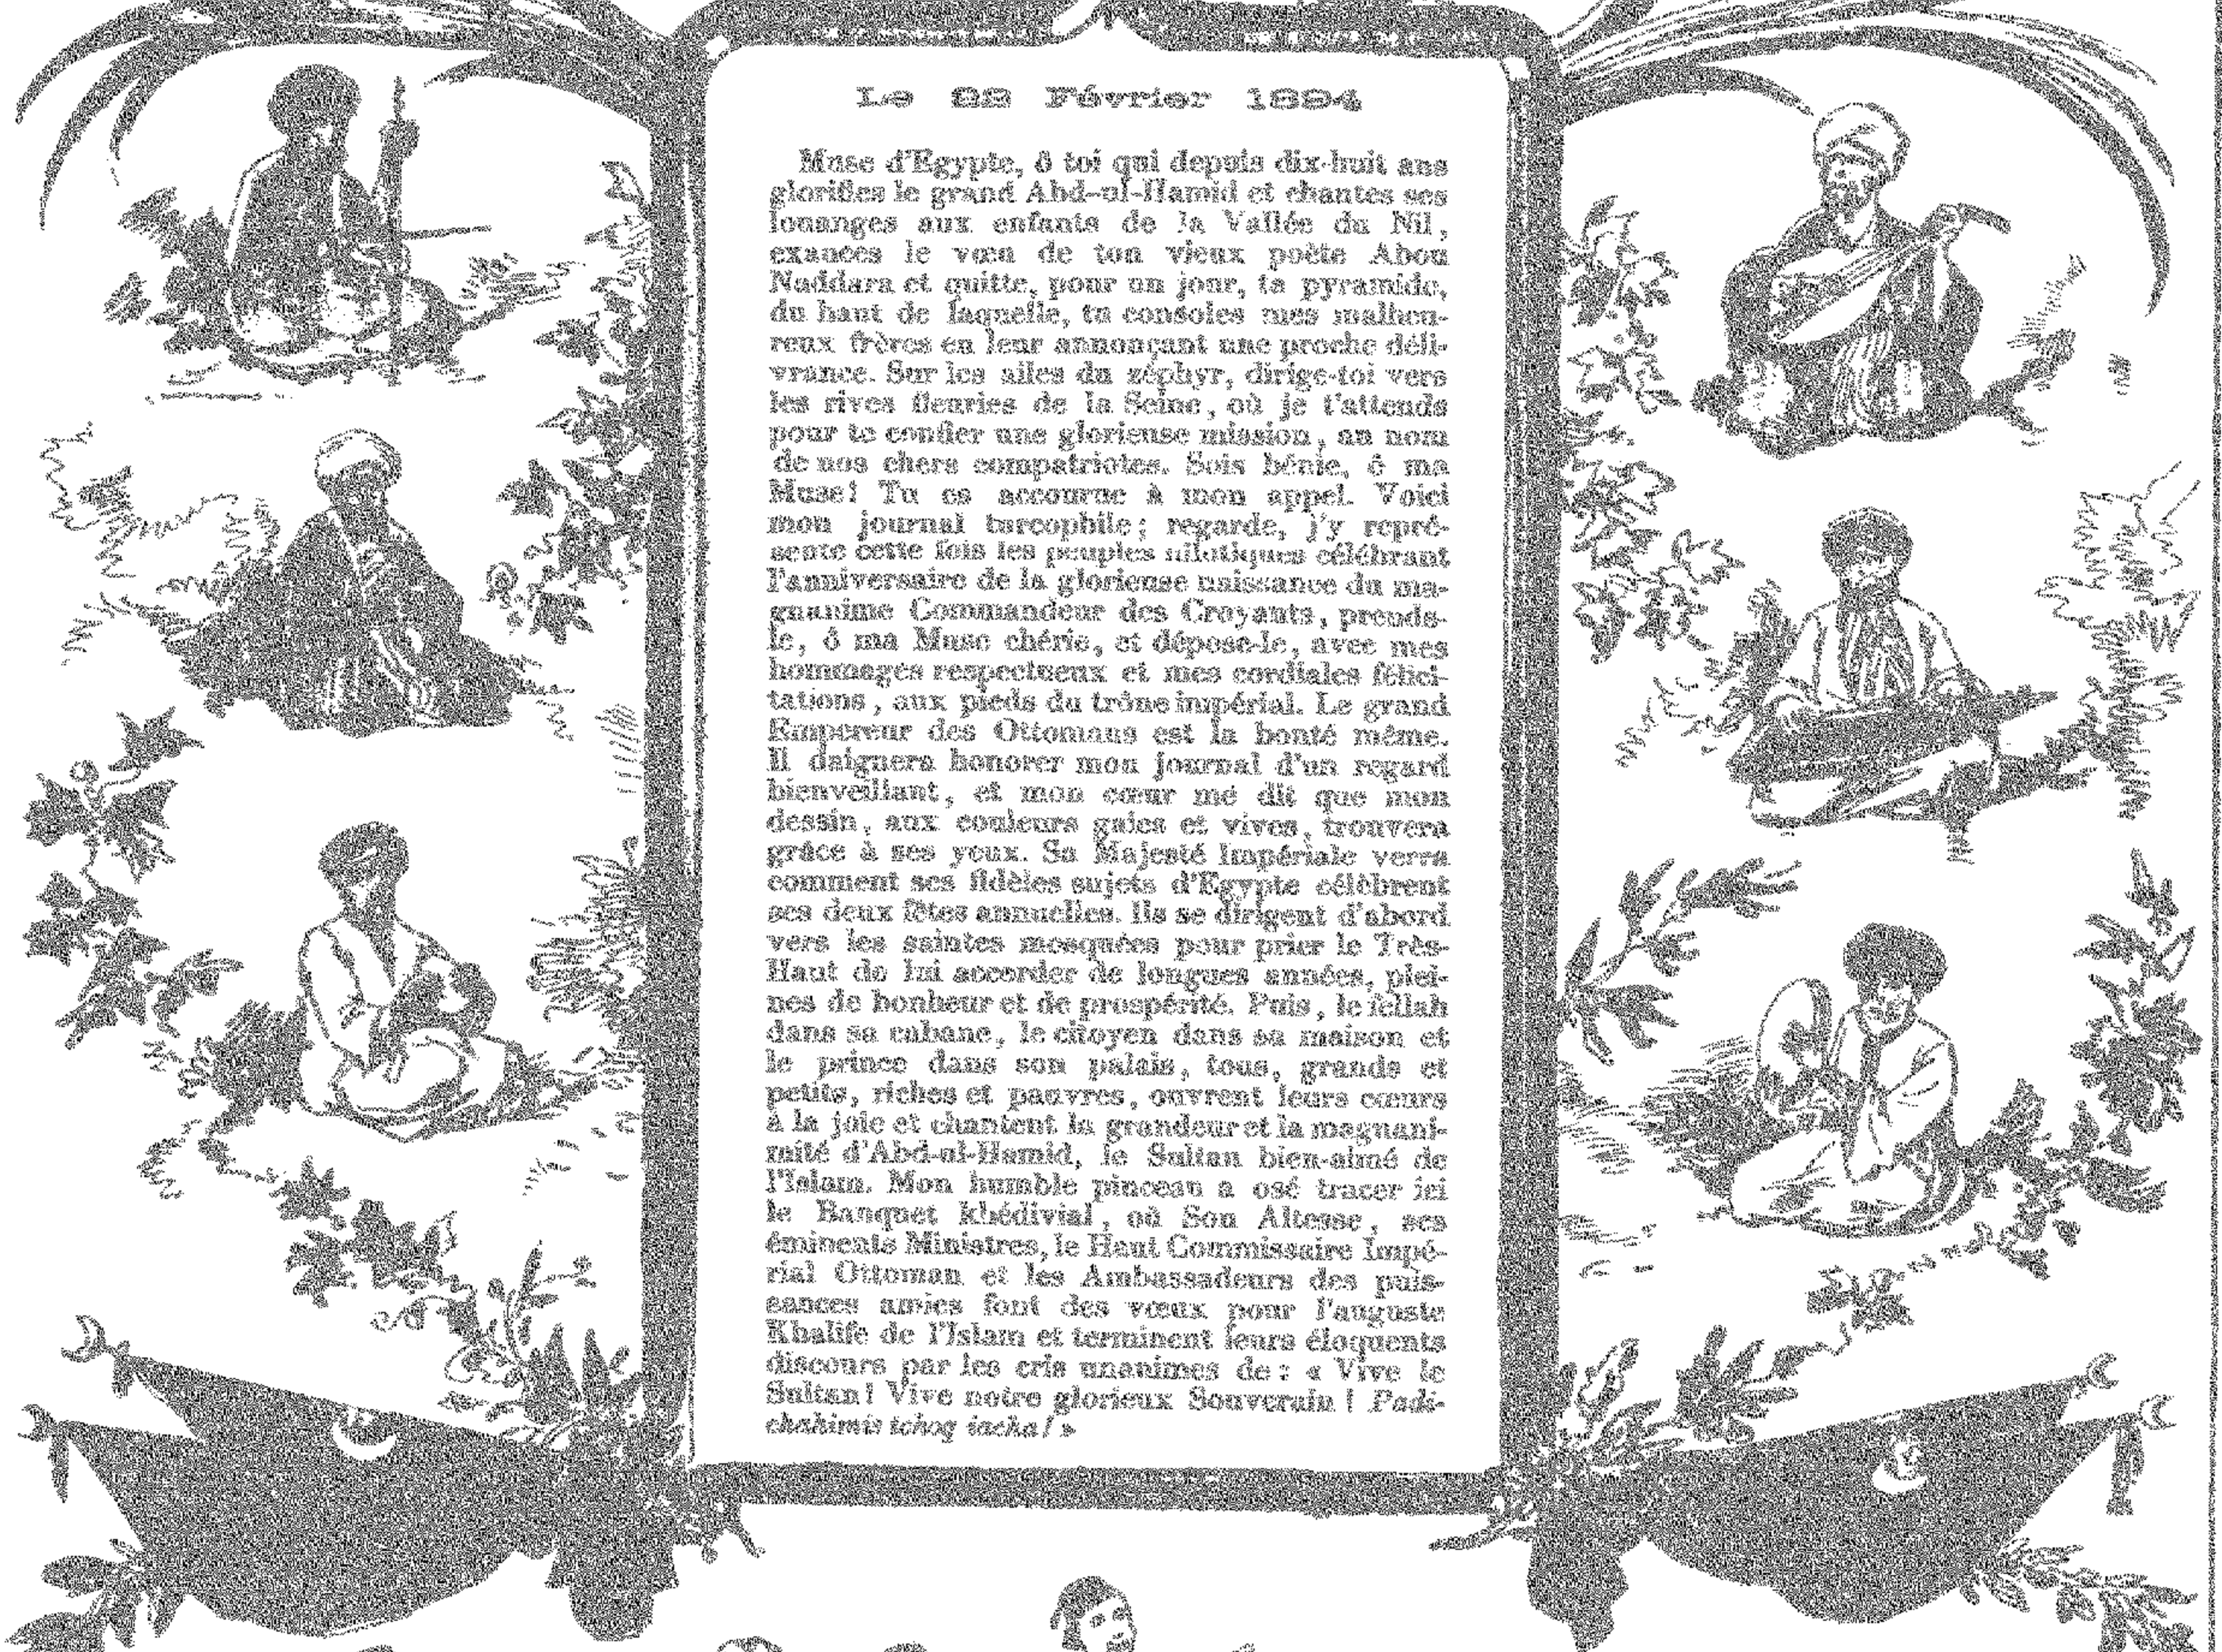 Le 22 Février 1894
Muse d'Egypte, ô toi qui depuis dix-huit ans
glorifies le grand Abd-ul-Hamid et chantes ses
louanges aux enfants de la Vallée du Nil,
exauces le vœu de ton vieux poète Abou
Naddara et quitte, pour un jour, ta pyramide,
du haut de laquelle, tu consoles mes malheu-
reux frères en leur annonçant une proche déli-
vrance. Sur les ailes du zéphyr, dirige-toi vers
les rives fleuries de la Seine, où je t'attends
pour te confier une glorieuse mission, au nom
de nos chers compatriotes. Sois bénie, ô ma
Muse! Tu es accourue à mon appel. Voici
mon journal turcophile; regarde, j'y repré-
sente cette fois les peuples nilotiques célébrant
l'anniversaire de la glorieuse naissance du ma-
gnanime Commandeur des Croyants, prends-
le, ô ma Muse chérie, et dépose-le, avec mes
hommages respectueux et mes cordiales félici-
tations, aux pieds du trône impérial. Le grand
Empereur des Ottomans est la bonté même.
Il daignera honorer mon journal d'un regard
bienveillant, et mon cœur me dit que mon
dessin, aux couleurs gaies et vives, trouvera
grâce à ses yeux. Sa Majesté Impériale verra
comment ses fidèles sujets d'Egypte célèbrent
ses deux fêtes annuelles. Ils se dirigent d'abord
vers les saintes mosquées pour prier le Très-
Haut de lui accorder de longues années, plei-
nes de bonheur et de prospérité. Puis, le fellah
dans sa cabane, le citoyen dans sa maison et
le prince dans son palais, tous, grands et
petits, riches et pauvres, ouvrent leurs cœurs
à la joie et chantent la grandeur et la magnani-
mité d'Abd-ul-Hamid, le Sultan bien-aimé de
l'Islam. Mon humble pinceau a osé tracer ici
le Banquet khédivial, où Son Altesse, ses
éminents Ministres, le Haut Commissaire Impé-
rial Ottoman et les Ambassadeurs des puis-
sances amies font des vœux pour l'auguste
Khalife de l'Islam et terminent leurs éloquents
discours par les cris unanimes de : « Vive le
Sultan! Vive notre glorieux Souverain! Padi-
chahimis tchoq iacha! »